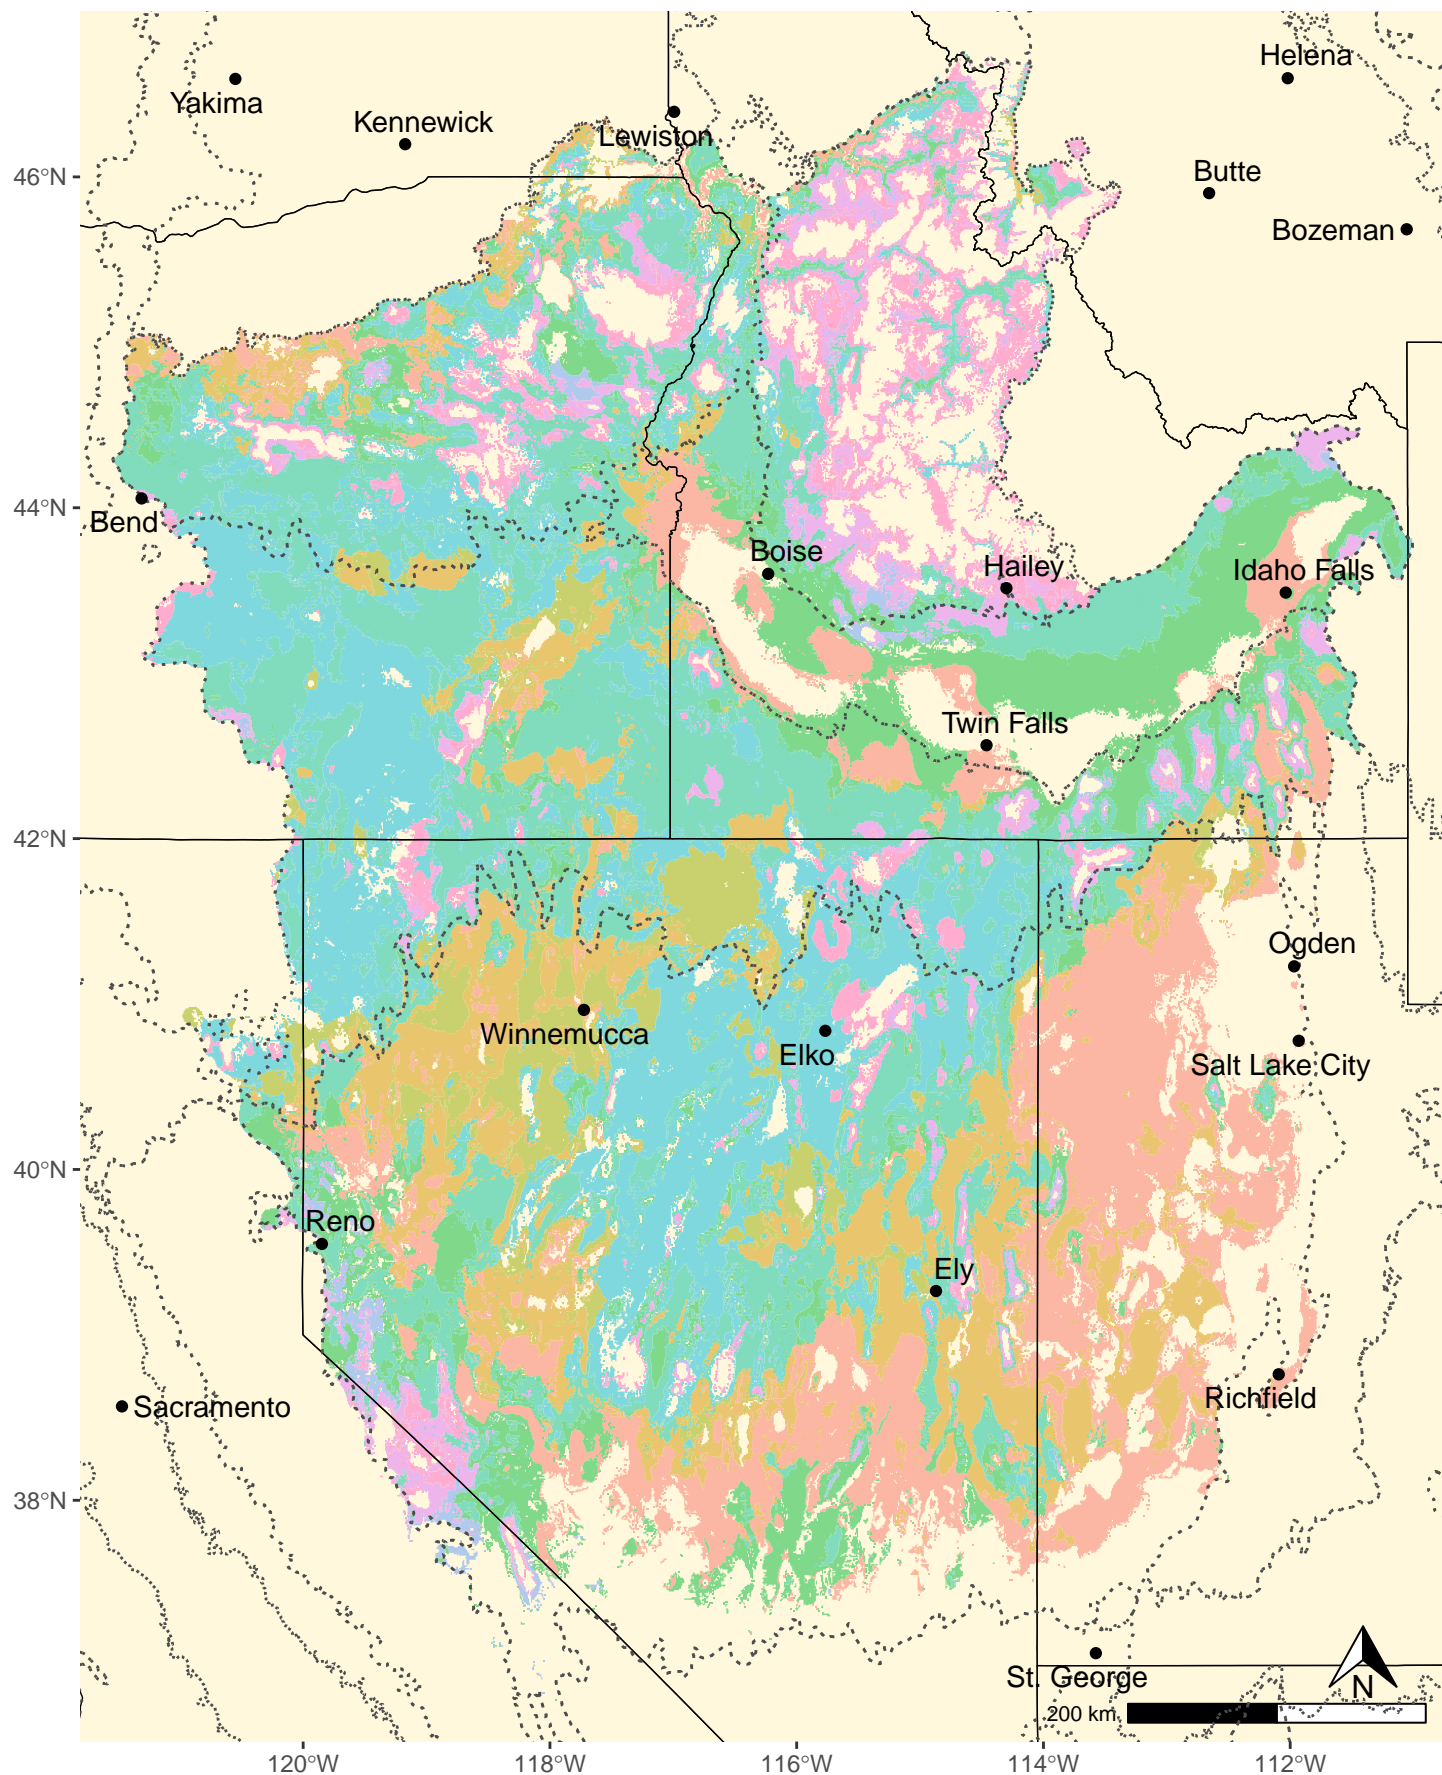 Helena
Yakima
Kennewick
Lewiston
46°N
Butte
Bozeman
44°N
Bend
Boise
Hailey
Idaho Falls
Twin Falls
42°N
Ogden
Winnemucca
Elko
Salt Lake City
40°N
Reno
Ely
Richfield
Sacramento
38°N
St. George
N
200 km
120°W
118°W
116°W
114°W
112°W